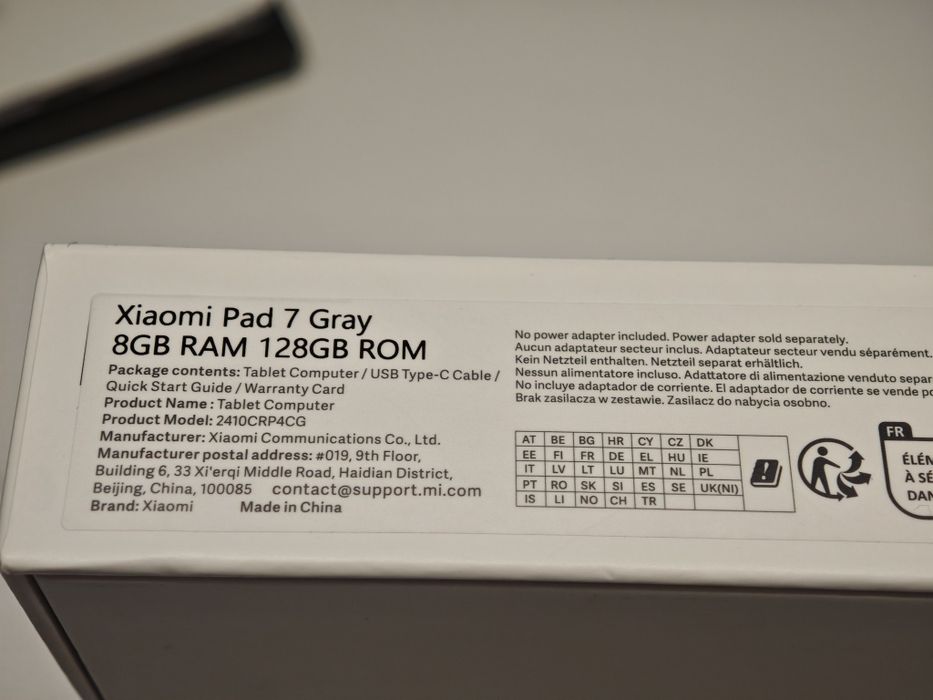 Xiaomi Pad 7 Gray
8GB RAM 128GB ROM
Package contents: Tablet Computer / USB Type-C Cable /
Quick Start Guide / Warranty Card
Product Name : Tablet Computer
Product Model: 2410CRP4CG
Manufacturer: Xiaomi Communications Co., Ltd.
Manufacturer postal address: #019, 9th Floor,
Building 6, 33 Xi'erqi Middle Road, Haidian District,
Beijing, China, 100085 contact@support.mi.com
Brand: Xiaomi Made in China
No power adapter included. Power adapter sold separately.
Aucun adaptateur secteur inclus. Adaptateur secteur vendu séparément.
Kein Netzteil enthalten. Netzteil separat erhältlich.
Nessun alimentatore incluso. Adattatore di alimentazione venduto separ
No incluye adaptador de corriente. El adaptador de corriente se vende po
Brak zasilacza w zestawie. Zasilacz do nabycia osobno.
AT BE BG HR CY CZ DK
EE FI FR DE EL HU IE
IT LV LT LU MT NL PL
PT RO SK SI ES SE UK(NI)
IS LI NO CH TR
FR
ÉLÉM
À SÉ
DAN